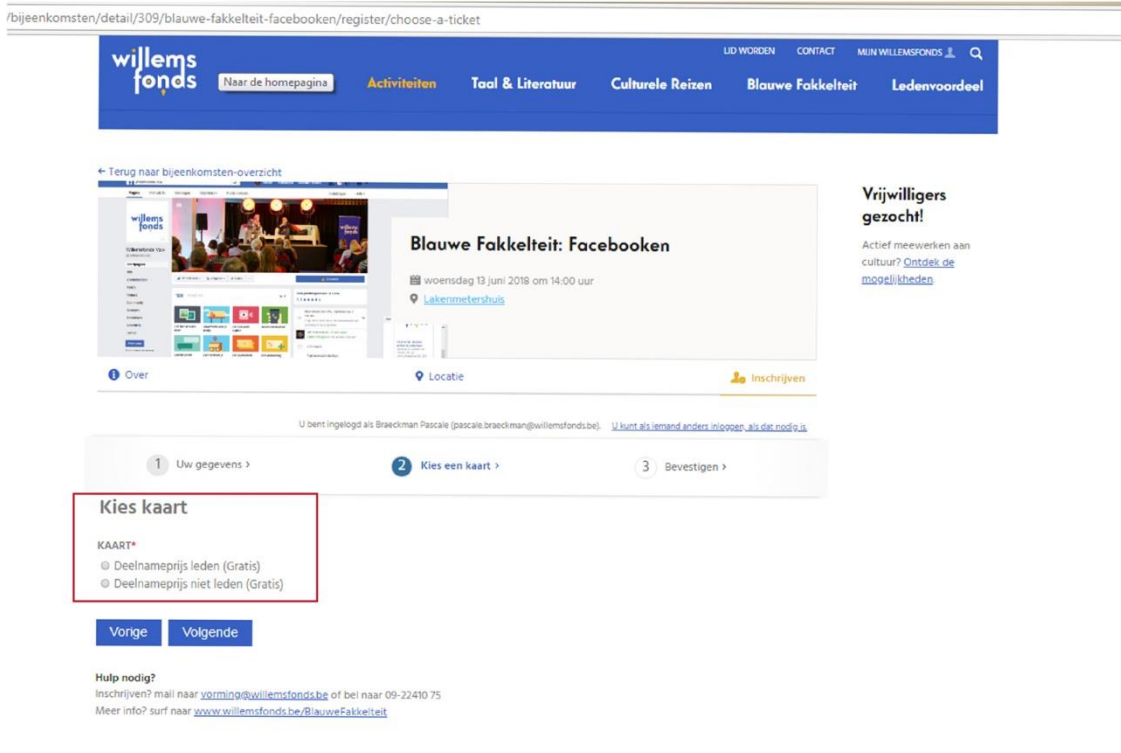 /bijeenkomsten/detail/309/blauwe-fakkelteit-facebooken/register/choose-a-ticket
LID WORDEN CONTACT MIJN WILLEMSFONDS
willems
fonds
Naar de homepagina
Activiteiten Taal & Literatuur Culturele Reizen Blauwe Fakkelteit Ledenvoordeel
← Terug naar bijeenkomsten-overzicht
willems
fonds
Blauwe Fakkelteit: Facebooken
woensdag 13 juni 2018 om 14:00 uur
Lakenmetershuis
Vrijwilligers
gezocht!
Actief meewerken aan
cultuur? Ontdek de
mogelijkheden.
Over Locatie Inschrijven
U bent ingelogd als Braeckman Pascale (pascale.braeckman@willemsfonds.be). U kunt als iemand anders inloggen, als dat nodig is.
1 Uw gegevens › 2 Kies een kaart › 3 Bevestigen ›
Kies kaart
KAART*
Deelnameprijs leden (Gratis)
Deelnameprijs niet leden (Gratis)
Vorige Volgende
Hulp nodig?
Inschrijven? mail naar vorming@willemsfonds.be of bel naar 09-22410 75
Meer info? surf naar www.willemsfonds.be/BlauweFakkelteit